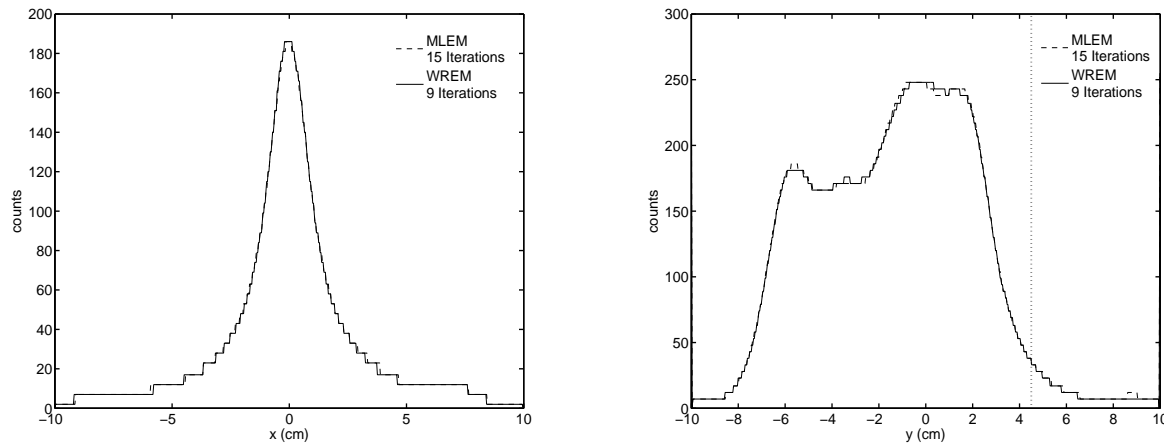 200
180
160
140
120
100
80
60
40
20
0
counts
−10
−5
0
5
10
x (cm)
MLEM
15 Iterations
WREM
9 Iterations
300
250
200
150
100
50
0
counts
−10
−8
−6
−4
−2
0
2
4
6
8
10
y (cm)
MLEM
15 Iterations
WREM
9 Iterations